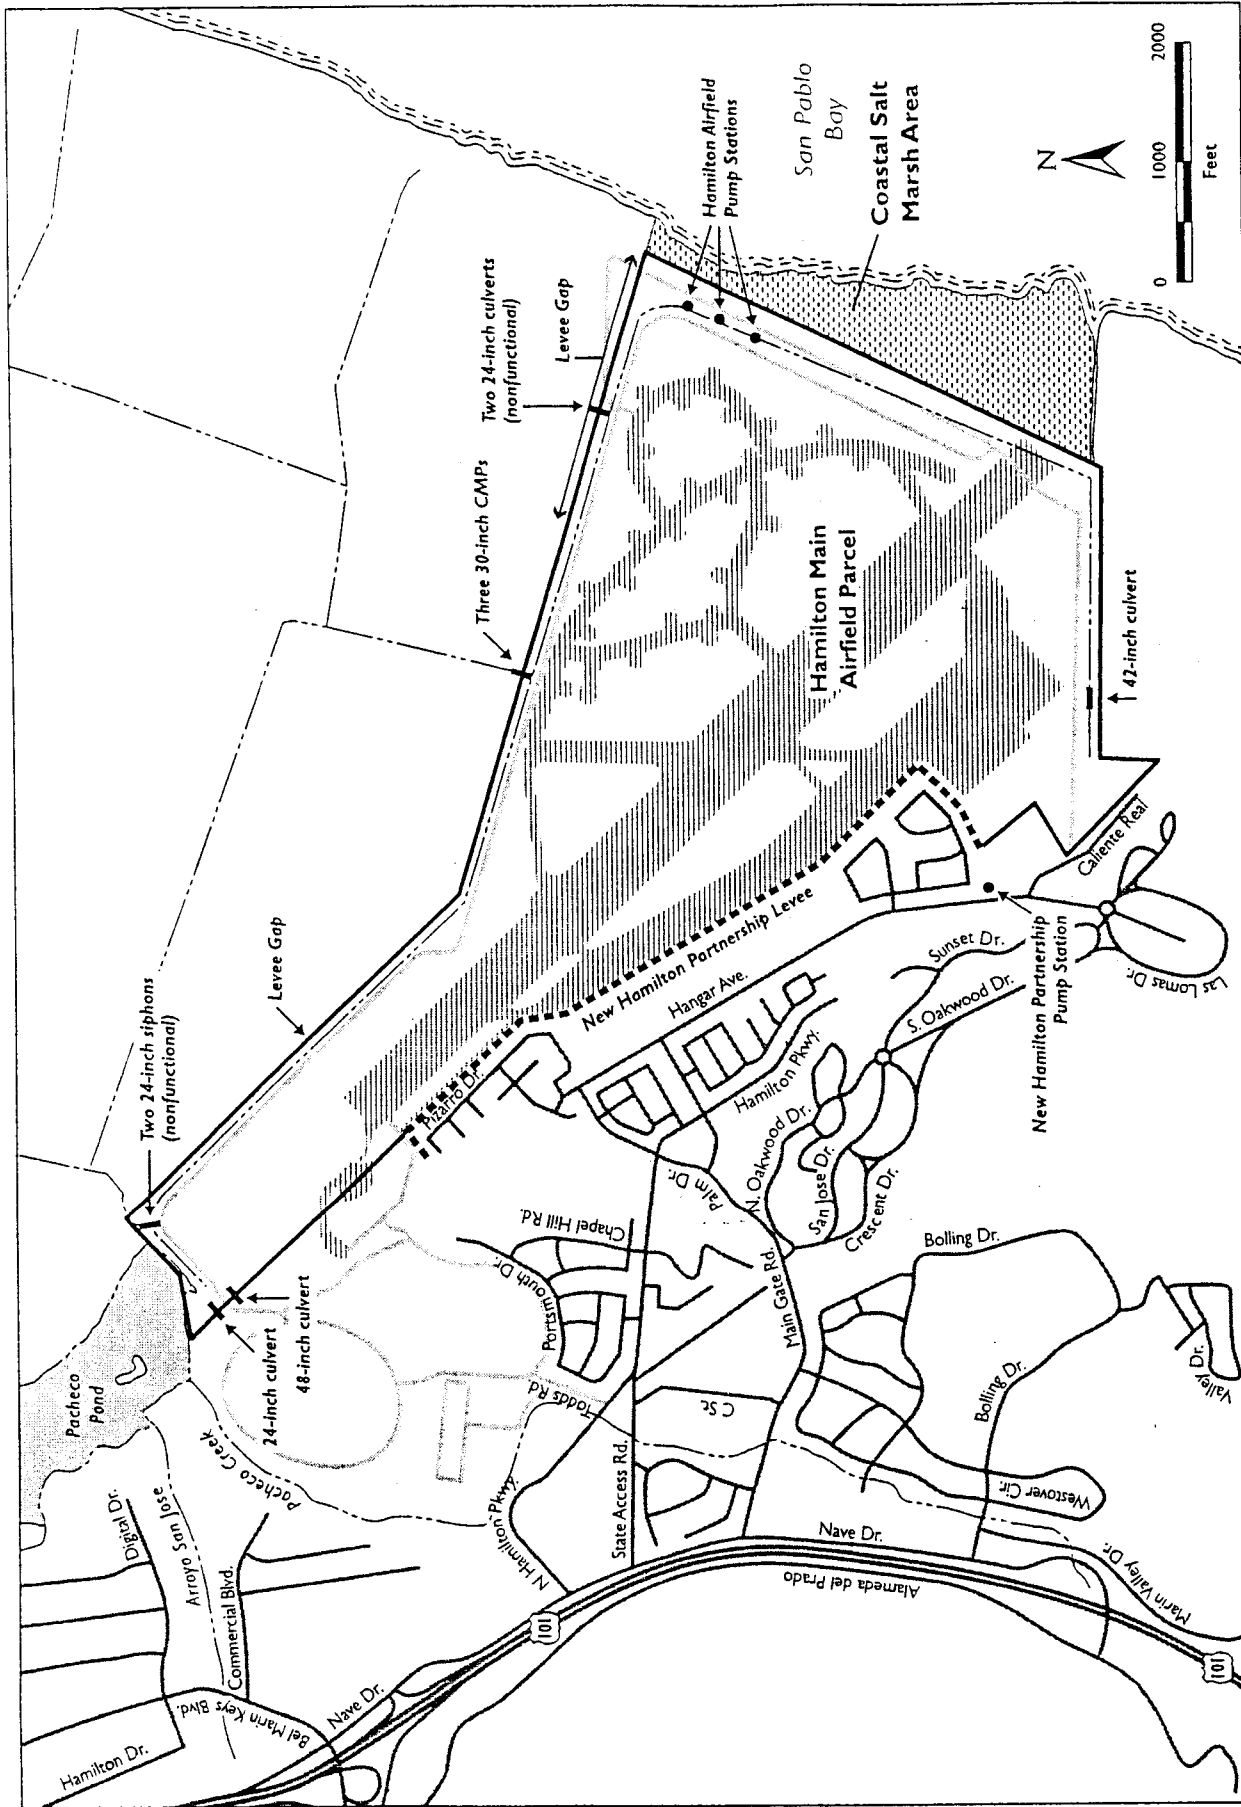 Pacheco
Pond
Two 24-inch siphons
(nonfunctional)
Levee Gap
Three 30-inch CMPs
Two 24-inch culverts
(nonfunctional)
Levee Gap
Hamilton Airfield
Pump Stations
San Pablo
Bay
Coastal Salt
Marsh Area
N
0
1000
2000
Feet
Hamilton Main
Airfield Parcel
42-inch culvert
24-inch culvert
48-inch culvert
Pacheco Creek
Digital Dr.
Arroyo San Jose
Commercial Blvd.
Hamilton Dr.
Bel Marin Keys Blvd.
Nave Dr.
101
N Hamilton Pkwy.
State Access Rd.
Todds Rd.
Portsmouth Dr.
Chapel Hill Rd.
Pizarro Dr.
New Hamilton Partnership Levee
Hangar Ave.
Hamilton Pkwy.
Palm Dr.
N. Oakwood Dr.
San Jose Dr.
Crescent Dr.
Main Gate Rd.
C St.
Sunset Dr.
S. Oakwood Dr.
New Hamilton Partnership
Pump Station
Caliente Real
Las Lomas Dr.
Bolling Dr.
Bolling Dr.
Valley Dr.
Westover Cir.
Nave Dr.
Alameda del Prado
Marin Valley Dr.
101